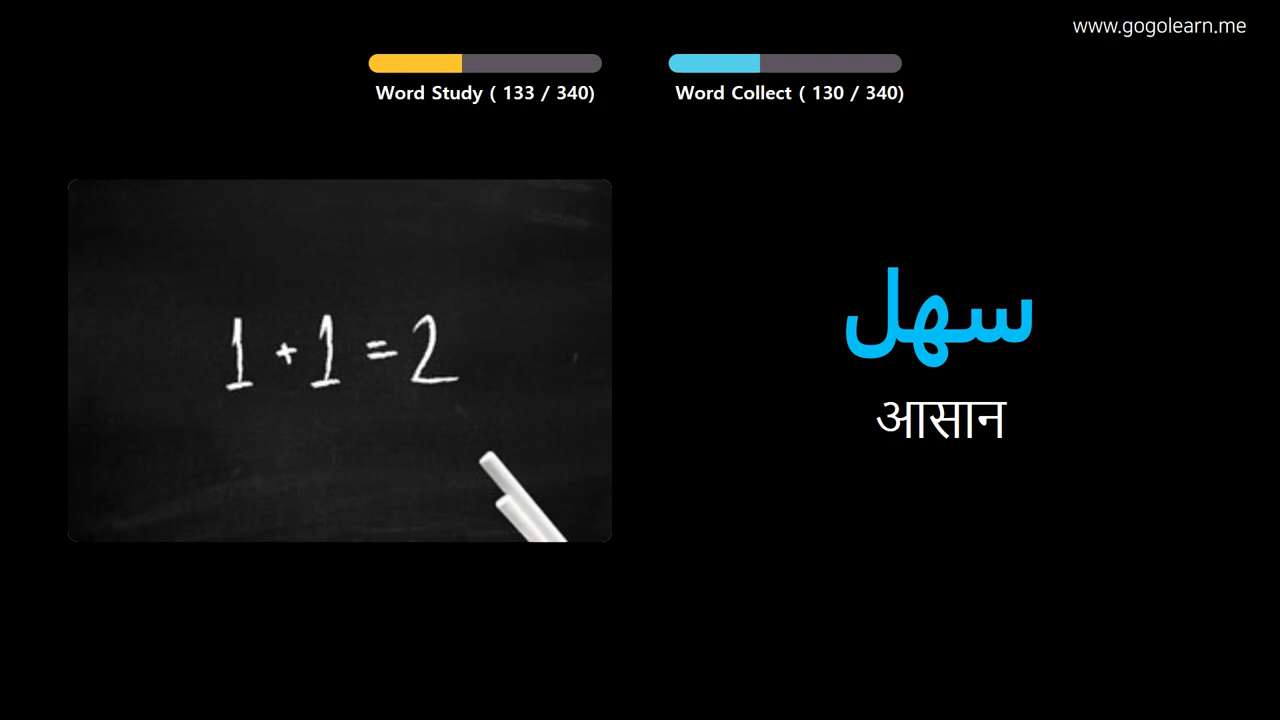 www.gogolearn.me
Word Study ( 133 / 340)
Word Collect ( 130 / 340)
1 + 1 = 2
سهل
आसान